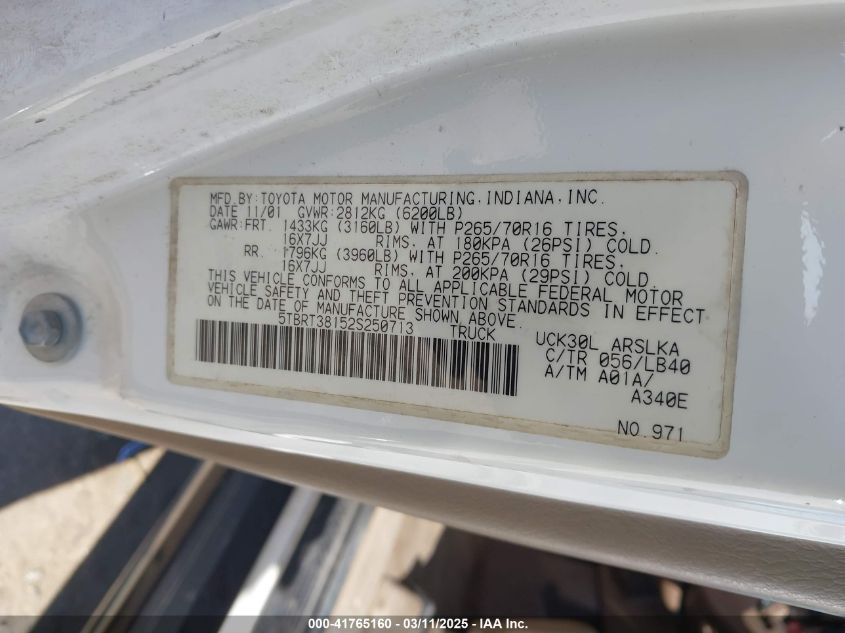 MFD. BY: TOYOTA MOTOR MANUFACTURING, INDIANA, INC.
DATE 11/01 GVWR: 2812KG (6200LB)
GAWR: FRT. 1433KG (3160LB) WITH P265/70R16 TIRES,
16X7JJ RIMS, AT 180KPA (26PSI) COLD.
RR. 1796KG (3960LB) WITH P265/70R16 TIRES,
16X7JJ RIMS, AT 200KPA (29PSI) COLD.
THIS VEHICLE CONFORMS TO ALL APPLICABLE FEDERAL MOTOR
VEHICLE SAFETY AND THEFT PREVENTION STANDARDS IN EFFECT
ON THE DATE OF MANUFACTURE SHOWN ABOVE.
5TBRT38152S250713 TRUCK
UCK30L ARSLKA
C/TR 056/LB40
A/TM A01A/
A340E
NO. 971
000-41765160 - 03/11/2025 - IAA Inc.